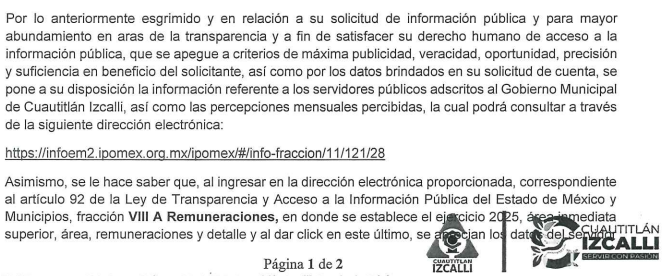 Por lo anteriormente esgrimido y en relación a su solicitud de información pública y para mayor
abundamiento en aras de la transparencia y a fin de satisfacer su derecho humano de acceso a la
información pública, que se apegue a criterios de máxima publicidad, veracidad, oportunidad, precisión
y suficiencia en beneficio del solicitante, así como por los datos brindados en su solicitud de cuenta, se
pone a su disposición la información referente a los servidores públicos adscritos al Gobierno Municipal
de Cuautitlán Izcalli, así como las percepciones mensuales percibidas, la cual podrá consultar a través
de la siguiente dirección electrónica:
https://infoem2.ipomex.org.mx/ipomex/#/info-fraccion/11/121/28
Asimismo, se le hace saber que, al ingresar en la dirección electrónica proporcionada, correspondiente
al artículo 92 de la Ley de Transparencia y Acceso a la Información Pública del Estado de México y
Municipios, fracción VIII A Remuneraciones, en donde se establece el ejercicio 2025, área inmediata
superior, área, remuneraciones y detalle y al dar click en este último, se aprecian los datos del servidor
Página 1 de 2
CUAUTITLÁN
IZCALLI
CUAUTITLÁN
IZCALLI
SERVIR CON PASIÓN